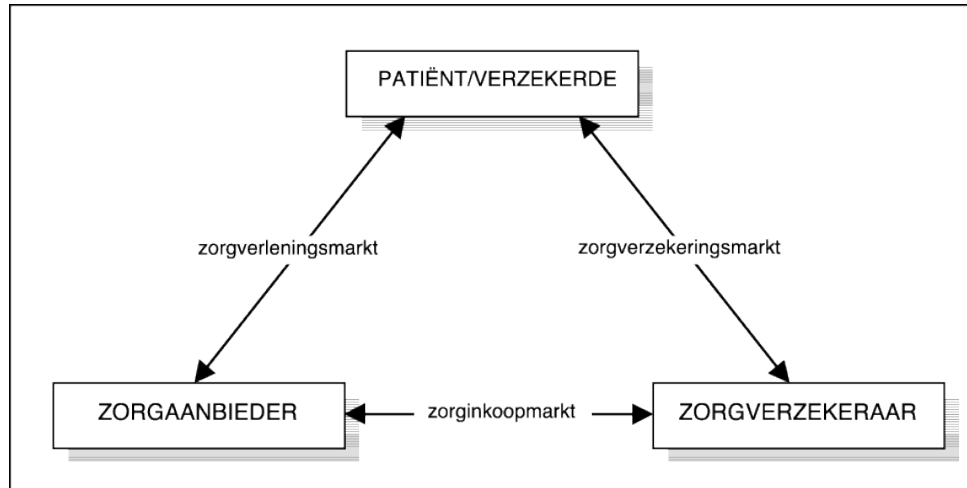 PATIËNT/VERZEKERDE
zorgverleningsmarkt
zorgverzekeringsmarkt
ZORGAANBIEDER
zorginkoopmarkt
ZORGVERZEKERAAR